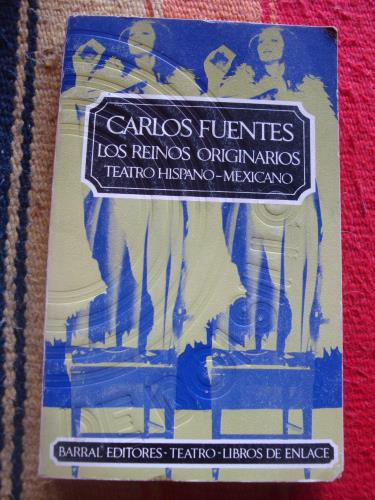 CARLOS FUENTES
LOS REINOS ORIGINARIOS
TEATRO HISPANO-MEXICANO
BARRAL EDITORES-TEATRO-LIBROS DE ENLACE